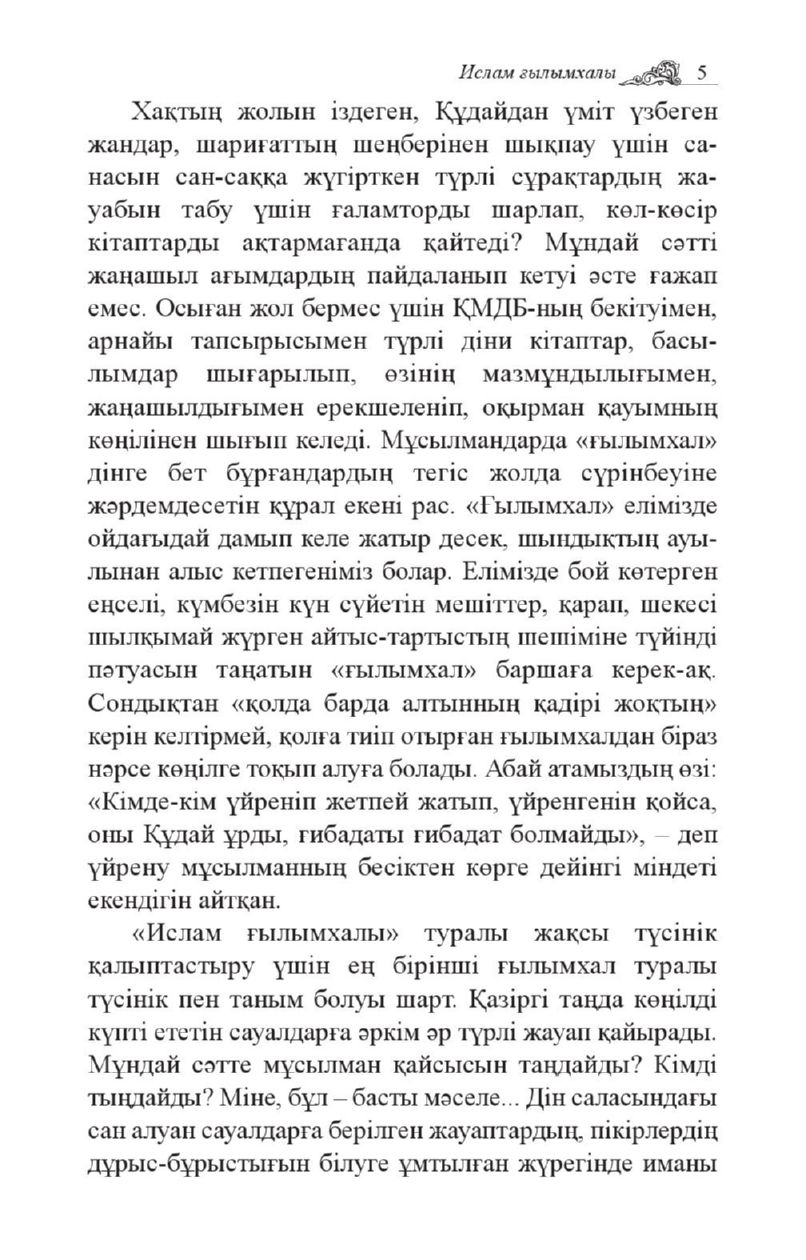 Ислам ғылымхалы 5
Хақтың жолын іздеген, Құдайдан үміт үзбеген
жандар, шариғаттың шеңберінен шықпау үшін са-
насын сан-саққа жүгірткен түрлі сұрақтардың жа-
уабын табу үшін ғаламторды шарлап, көл-көсір
кітаптарды ақтармағанда қайтеді? Мұндай сәтті
жаңашыл ағымдардың пайдаланып кетуі әсте ғажап
емес. Осыған жол бермес үшін ҚМДБ-ның бекітуімен,
арнайы тапсырысымен түрлі діни кітаптар, басы-
лымдар шығарылып, өзінің мазмұндылығымен,
жаңашылдығымен ерекшеленіп, оқырман қауымның
көңілінен шығып келеді. Мұсылмандарда «ғылымхал»
дінге бет бұрғандардың тегіс жолда сүрінбеуіне
жәрдемдесетін құрал екені рас. «Ғылымхал» елімізде
ойдағыдай дамып келе жатыр десек, шындықтың ауы-
лынан алыс кетпегеніміз болар. Елімізде бой көтерген
еңселі, күмбезін күн сүйетін мешіттер, қарап, шекесі
шылқымай жүрген айтыс-тартыстың шешіміне түйінді
пәтуасын таңатын «ғылымхал» баршаға керек-ақ.
Сондықтан «қолда барда алтынның қадірі жоқтың»
керін келтірмей, қолға тиіп отырған ғылымхалдан біраз
нәрсе көңілге тоқып алуға болады. Абай атамыздың өзі:
«Кімде-кім үйреніп жетпей жатып, үйренгенін қойса,
оны Құдай ұрды, ғибадаты ғибадат болмайды», – деп
үйрену мұсылманның бесіктен көрге дейінгі міндеті
екендігін айтқан.
«Ислам ғылымхалы» туралы жақсы түсінік
қалыптастыру үшін ең бірінші ғылымхал туралы
түсінік пен таным болуы шарт. Қазіргі таңда көңілді
күпті ететін сауалдарға әркім әр түрлі жауап қайырады.
Мұндай сәтте мұсылман қайсысын таңдайды? Кімді
тыңдайды? Міне, бұл – басты мәселе... Дін саласындағы
сан алуан сауалдарға берілген жауаптардың, пікірлердің
дұрыс-бұрыстығын білуге ұмтылған жүрегінде иманы